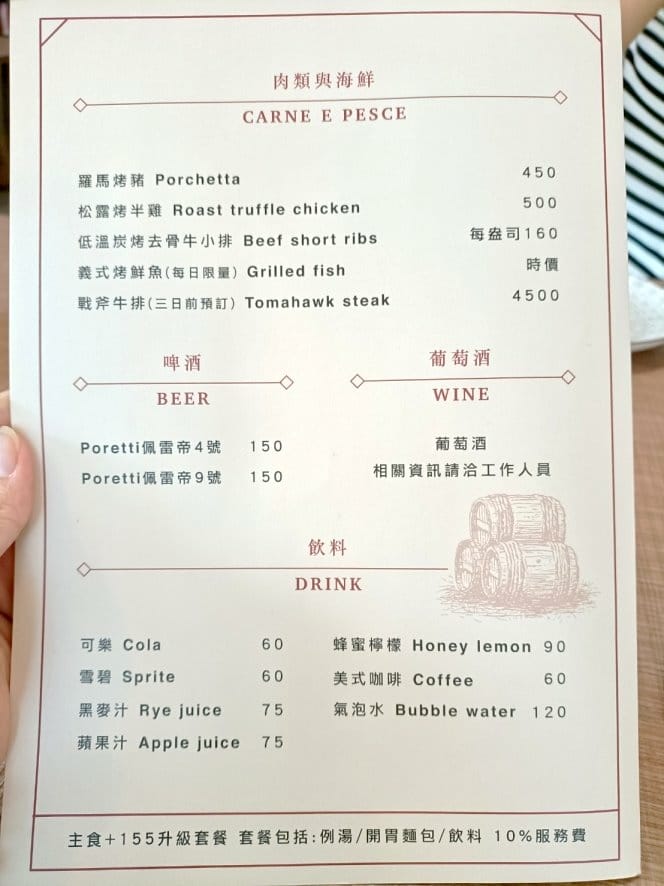 肉類與海鮮
CARNE E PESCE
羅馬烤豬 Porchetta 450
松露烤半雞 Roast truffle chicken 500
低溫炭烤去骨牛小排 Beef short ribs 每盎司160
義式烤鮮魚(每日限量) Grilled fish 時價
戰斧牛排(三日前預訂) Tomahawk steak 4500
啤酒
BEER
Poretti佩雷帝4號 150
Poretti佩雷帝9號 150
葡萄酒
WINE
葡萄酒
相關資訊請洽工作人員
飲料
DRINK
可樂 Cola 60
雪碧 Sprite 60
黑麥汁 Rye juice 75
蘋果汁 Apple juice 75
蜂蜜檸檬 Honey lemon 90
美式咖啡 Coffee 60
氣泡水 Bubble water 120
主食+155升級套餐 套餐包括:例湯/開胃麵包/飲料 10%服務費